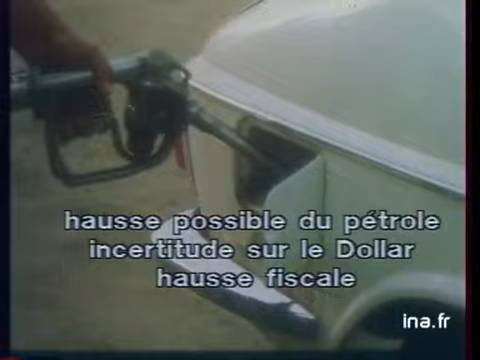 hausse possible du pétrole
incertitude sur le Dollar
hausse fiscale
ina.fr